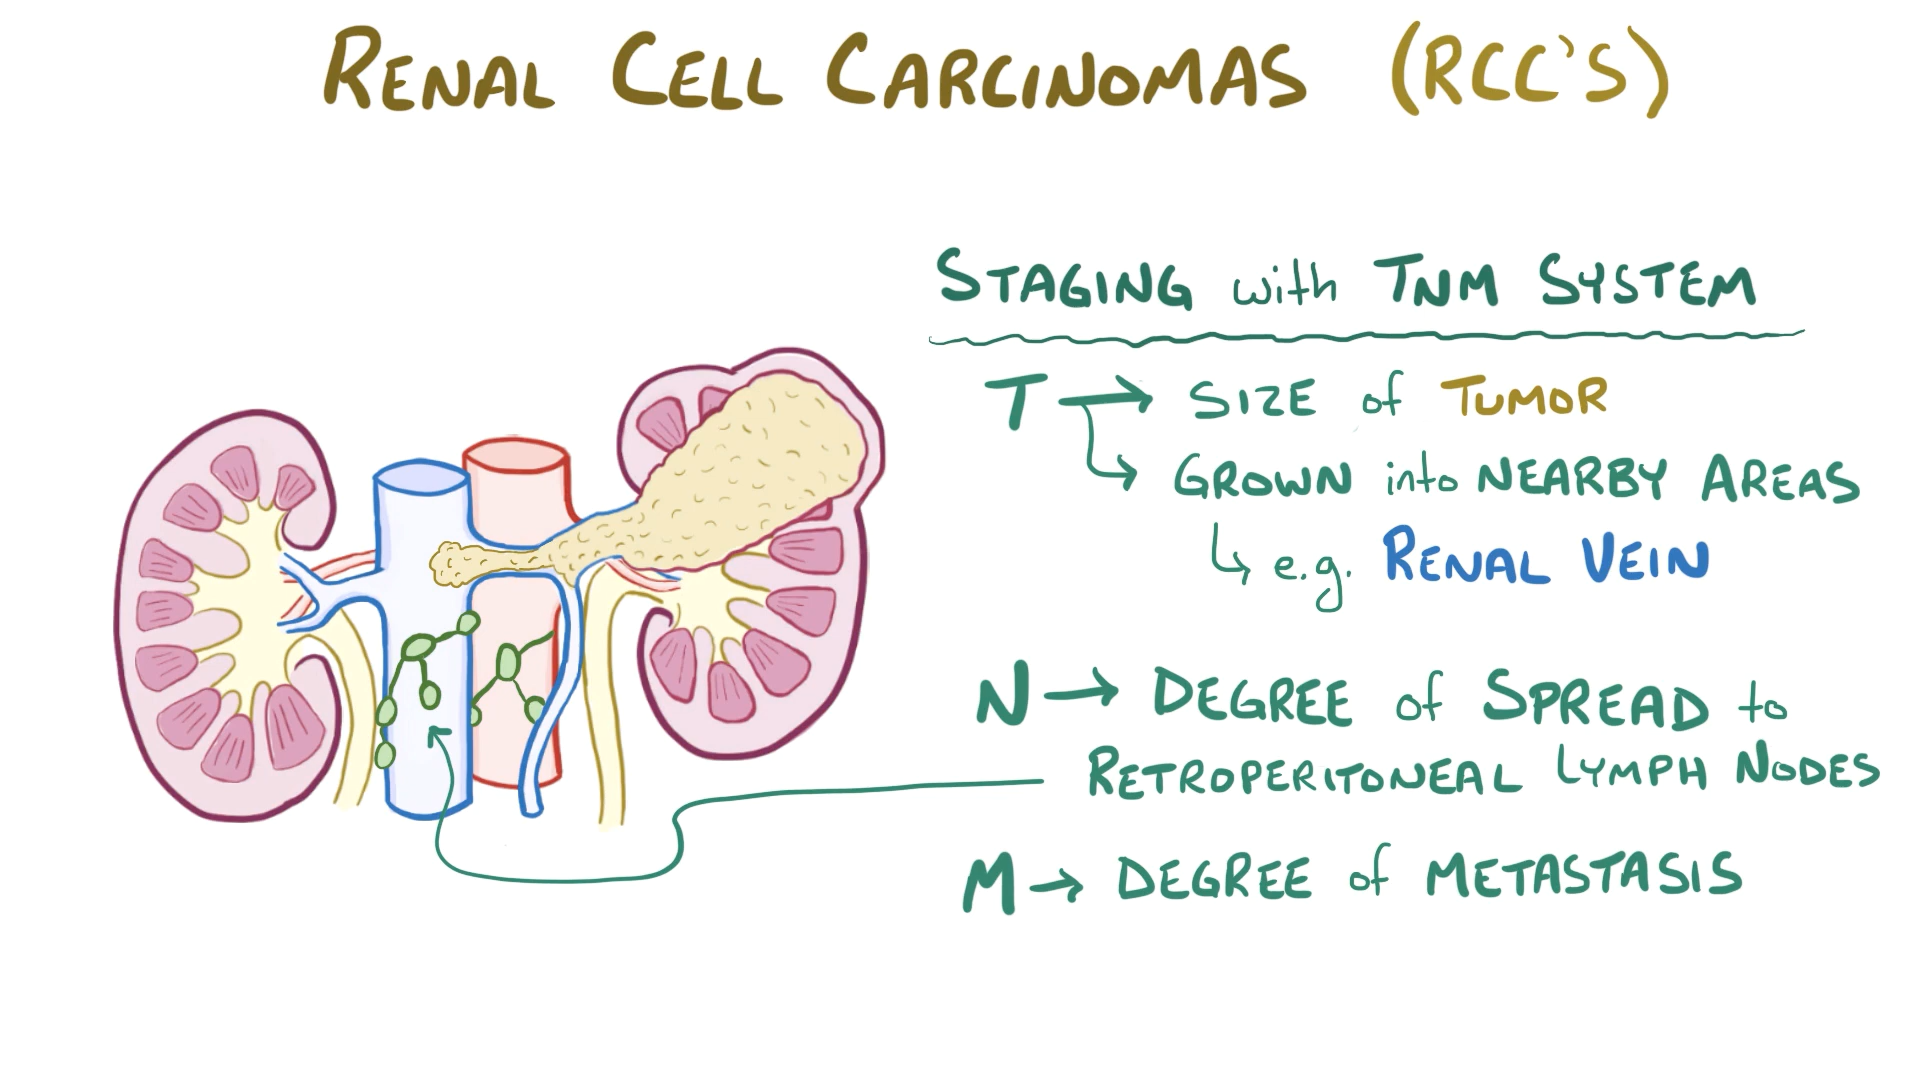 RENAL CELL CARCINOMAS (RCC'S)
STAGING with TNM SYSTEM
T → SIZE of TUMOR
↳ GROWN into NEARBY AREAS
↳ e.g. RENAL VEIN
N → DEGREE of SPREAD to
RETROPERITONEAL LYMPH NODES
M → DEGREE of METASTASIS